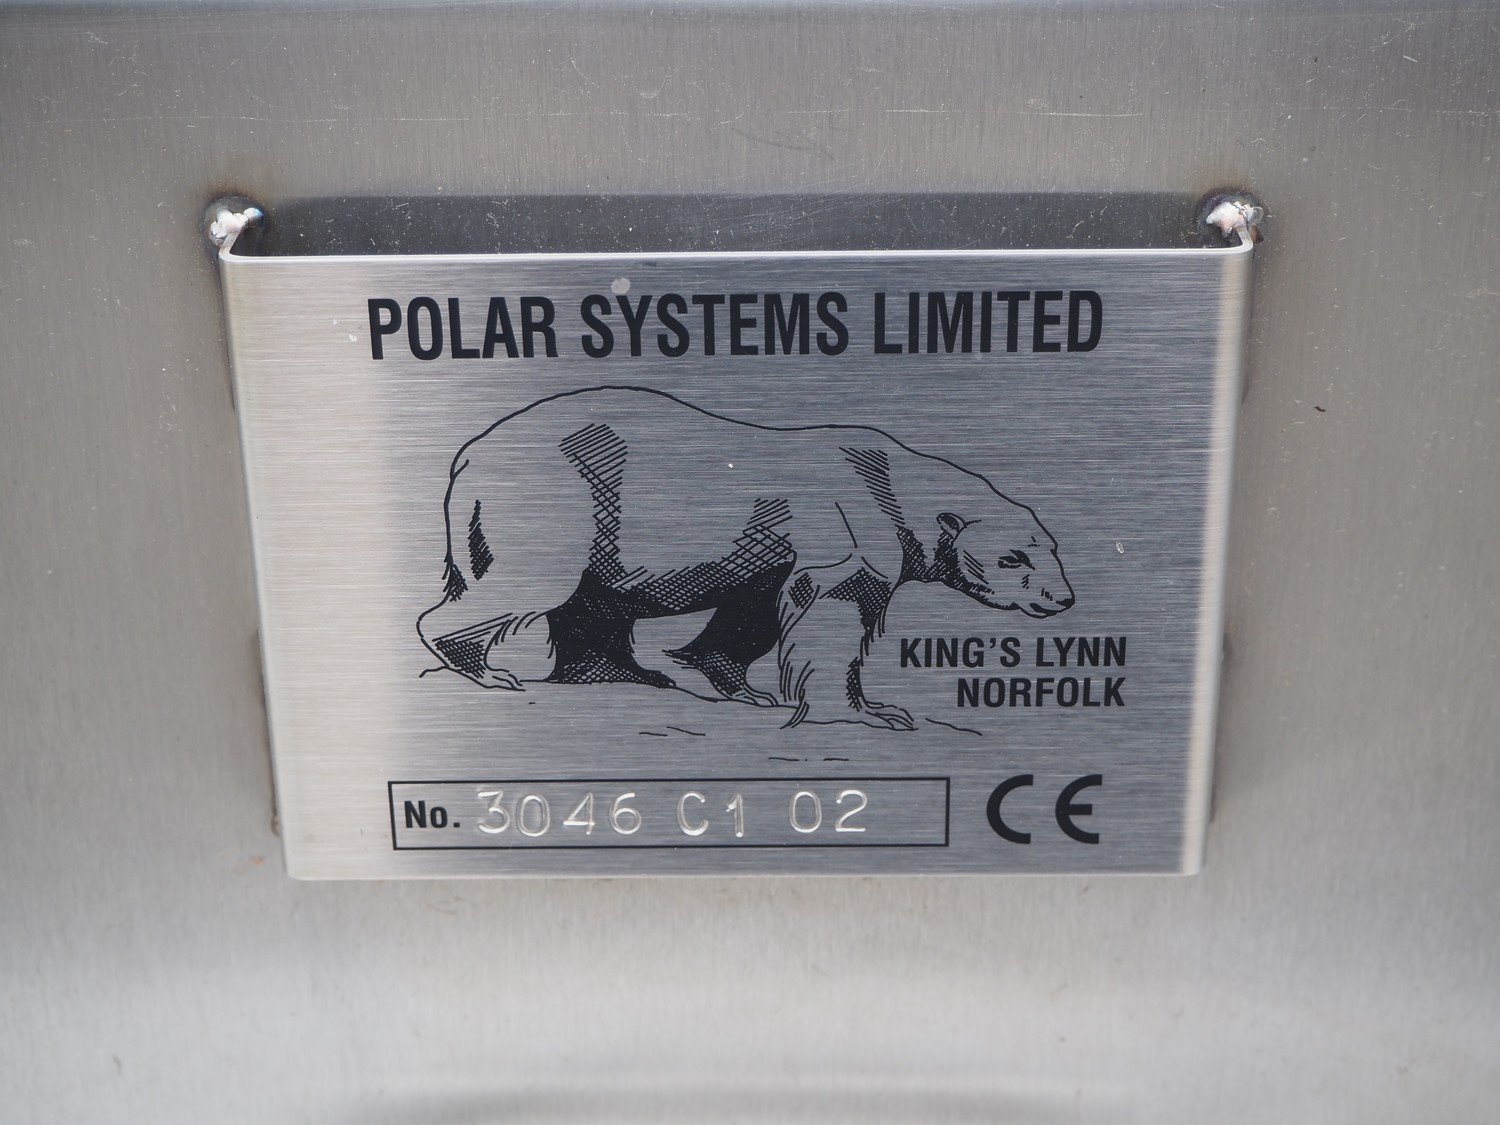 POLAR SYSTEMS LIMITED
KING'S LYNN
NORFOLK
No. 3046 C1 02
CE